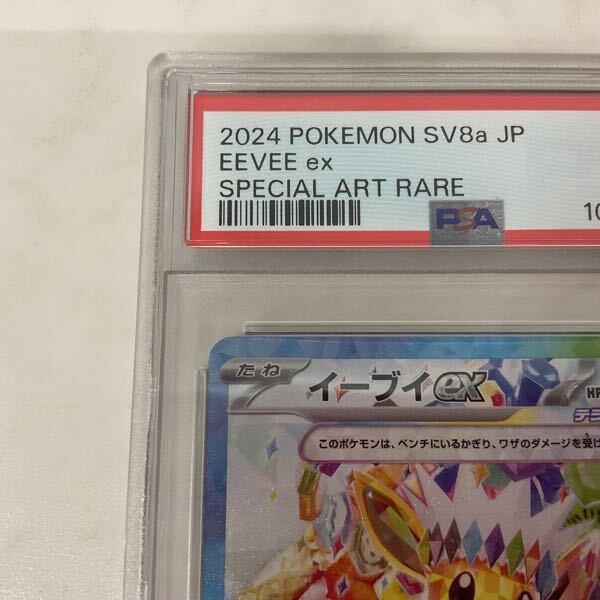 2024 POKEMON SV8a JP
EEVEE ex
SPECIAL ART RARE
PSA
たね
イーブイex
このポケモンは、ベンチにいるかぎり、ワザのダメージを受け